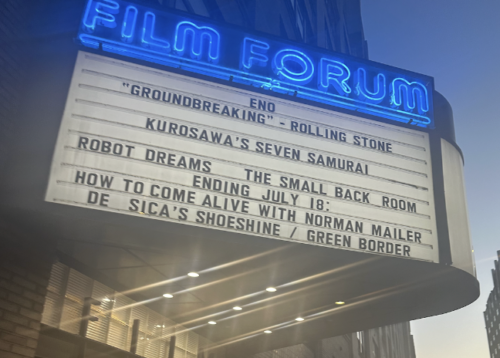 FILM FORUM
ENO
"GROUNDBREAKING" - ROLLING STONE
KUROSAWA'S SEVEN SAMURAI
ROBOT DREAMS THE SMALL BACK ROOM
ENDING JULY 18:
HOW TO COME ALIVE WITH NORMAN MAILER
DE SICA'S SHOESHINE / GREEN BORDER